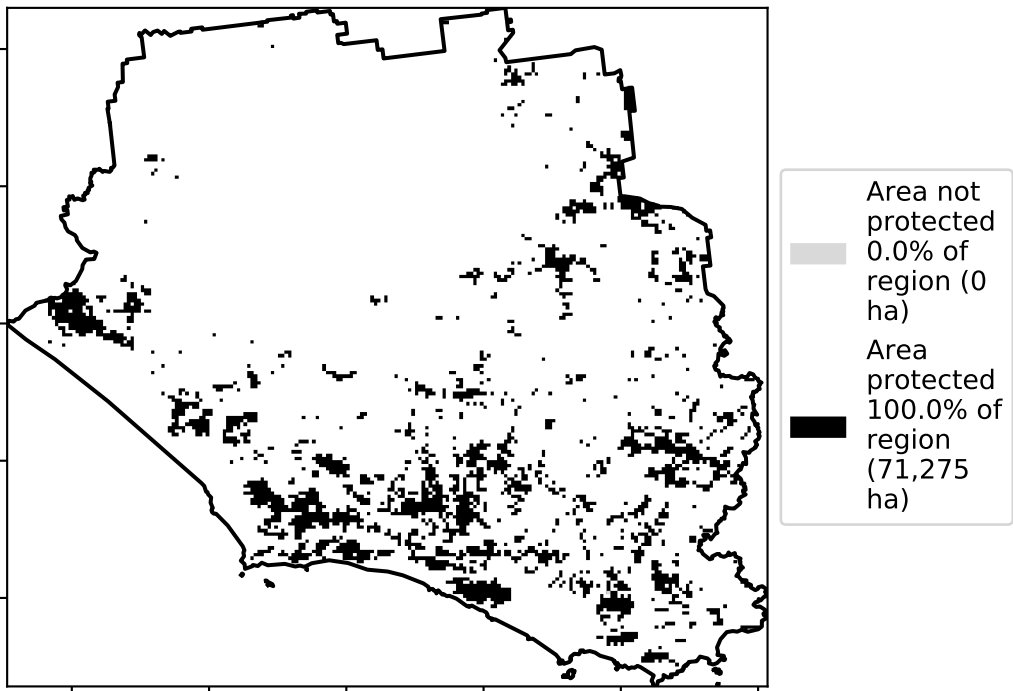 Area not
protected
0.0% of
region (0
ha)
Area
protected
100.0% of
region
(71,275
ha)